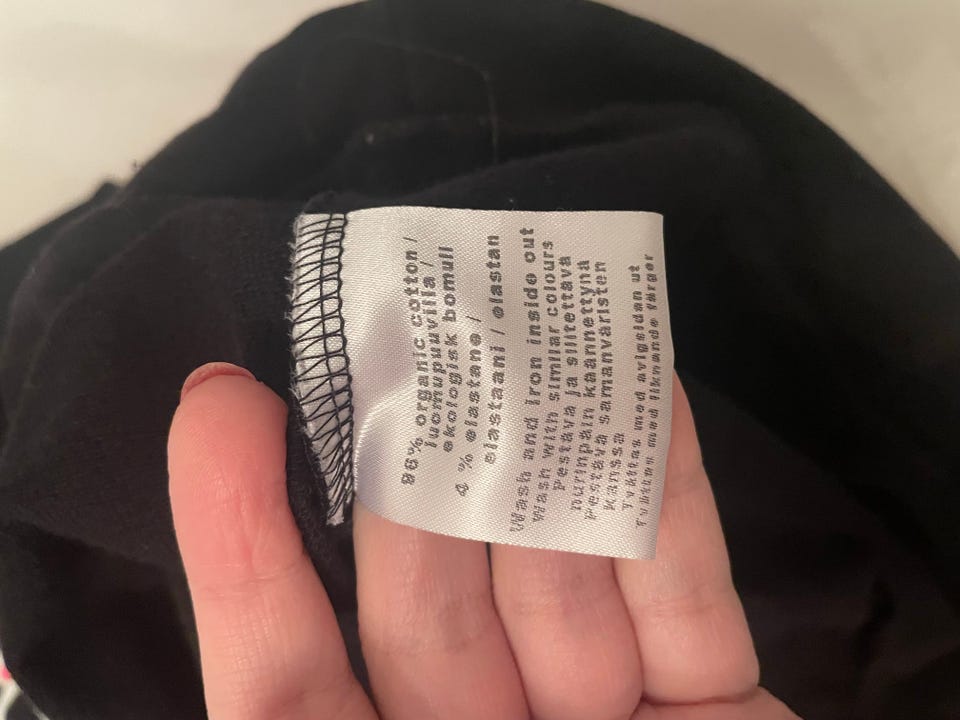 96% organic cotton /
luomupuuvilla /
ekologisk bomull
4 % elastane /
elastaani / elastan
Wash and iron inside out
Wash with similar colours
Pestävä ja silitettävä
nurinpäin käännettynä
Pestävä samanväristen
kanssa
Tvättas med avigsidan ut
Tvättas med liknande färger